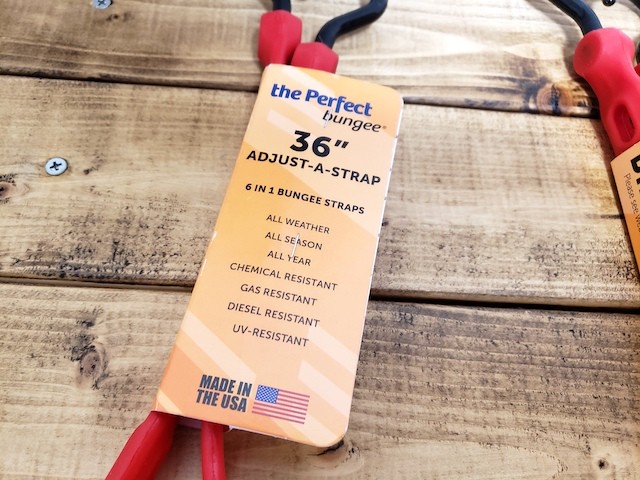 the Perfect
bungee®
36”
ADJUST-A-STRAP
6 IN 1 BUNGEE STRAPS
ALL WEATHER
ALL SEASON
ALL YEAR
CHEMICAL RESISTANT
GAS RESISTANT
DIESEL RESISTANT
UV-RESISTANT
MADE IN
THE USA
Please